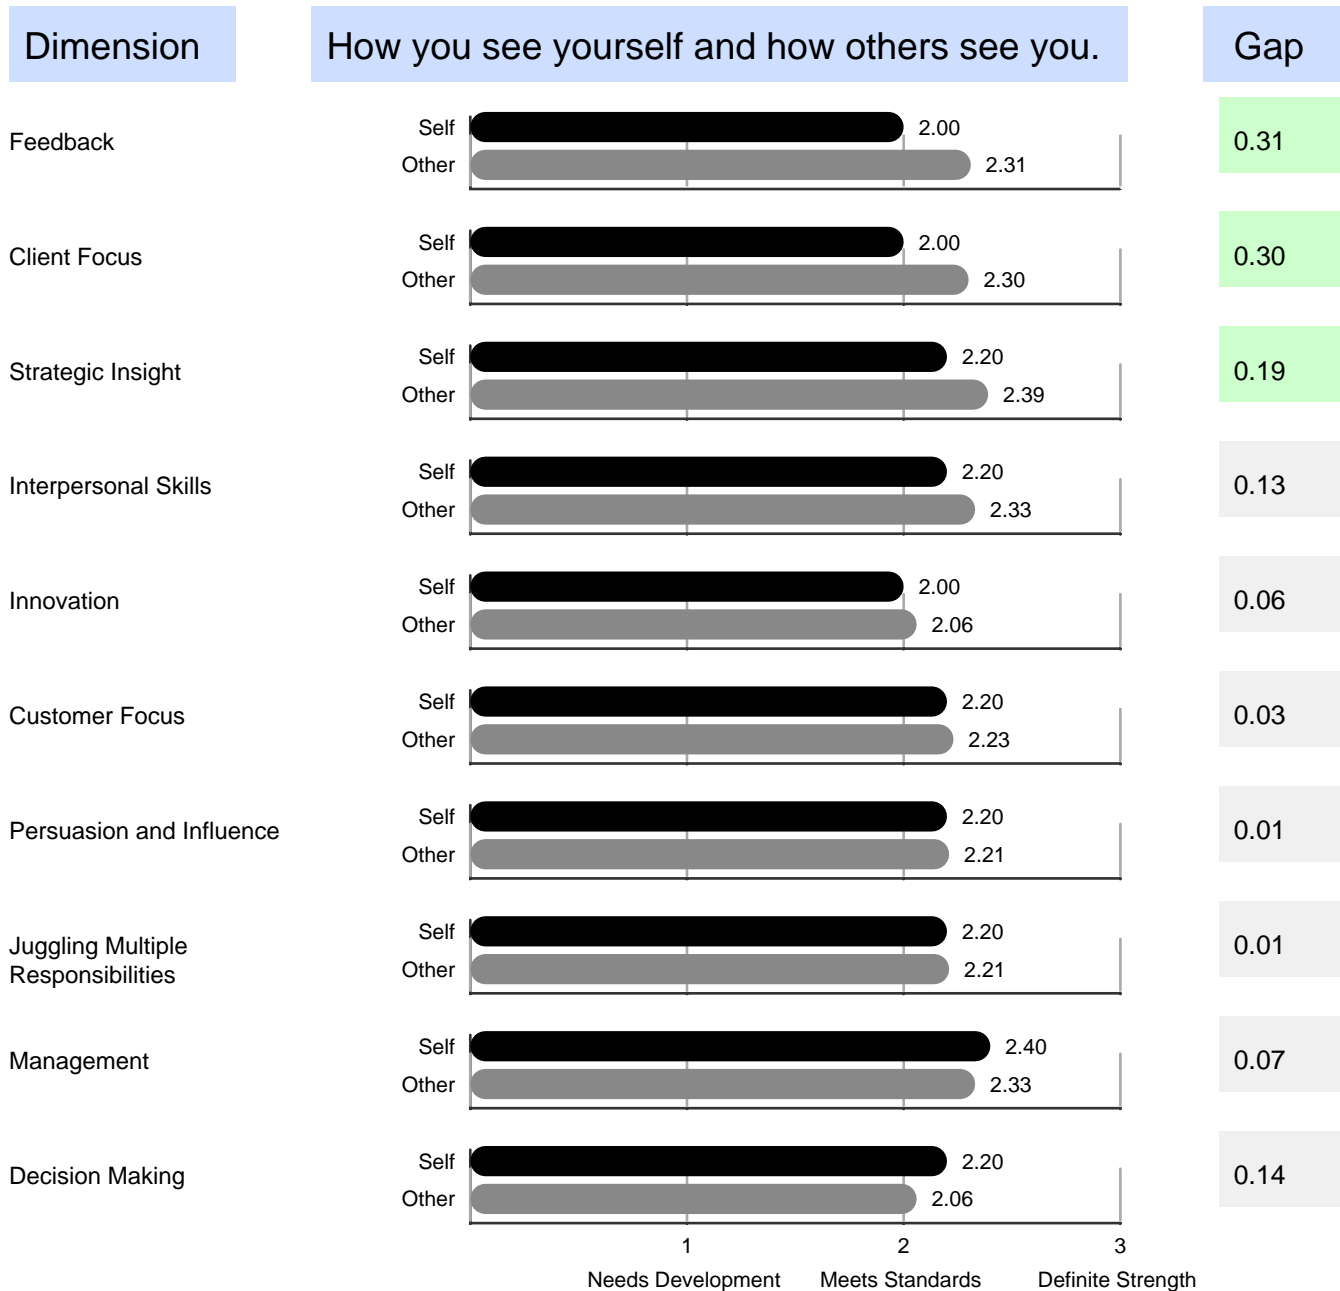 Dimension
How you see yourself and how others see you.
Gap
Feedback
Self
2.00
Other
2.31
0.31
Client Focus
Self
2.00
Other
2.30
0.30
Strategic Insight
Self
2.20
Other
2.39
0.19
Interpersonal Skills
Self
2.20
Other
2.33
0.13
Innovation
Self
2.00
Other
2.06
0.06
Customer Focus
Self
2.20
Other
2.23
0.03
Persuasion and Influence
Self
2.20
Other
2.21
0.01
Juggling Multiple
Responsibilities
Self
2.20
Other
2.21
0.01
Management
Self
2.40
Other
2.33
0.07
Decision Making
Self
2.20
Other
2.06
0.14
1
2
3
Needs Development
Meets Standards
Definite Strength